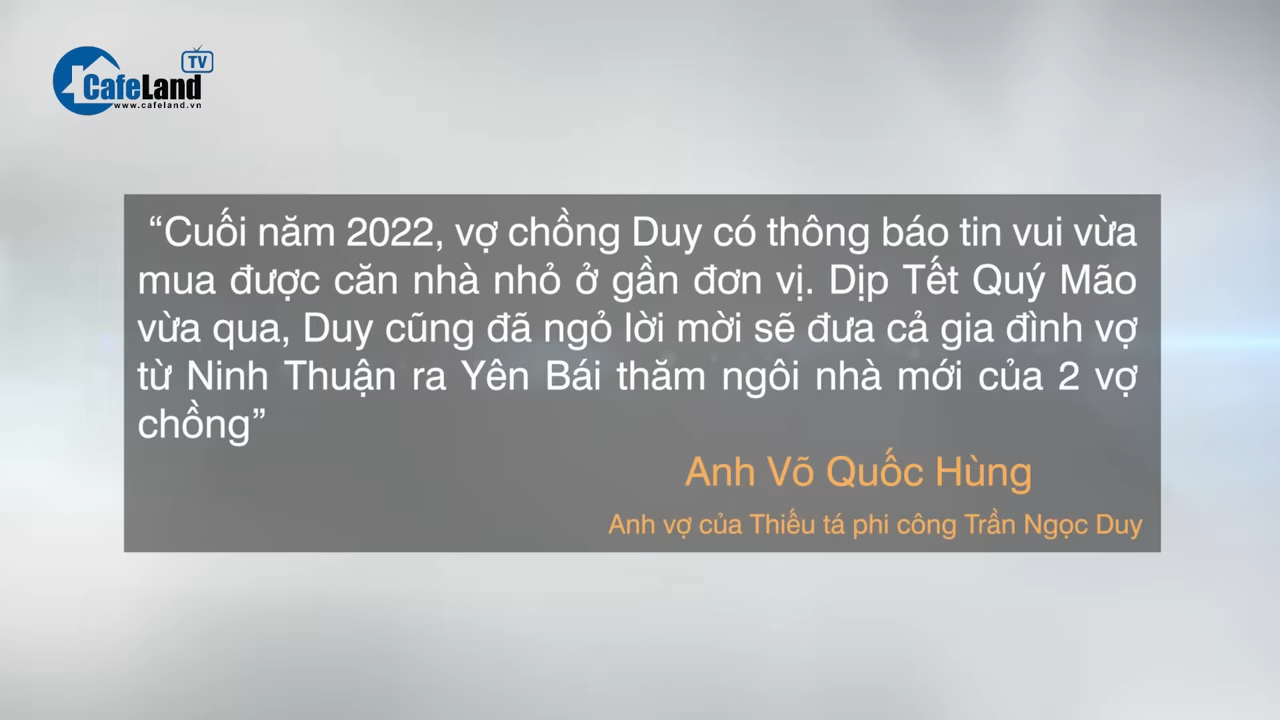 TV
CafeLand
www.cafeland.vn
“Cuối năm 2022, vợ chồng Duy có thông báo tin vui vừa
mua được căn nhà nhỏ ở gần đơn vị. Dịp Tết Quý Mão
vừa qua, Duy cũng đã ngỏ lời mời sẽ đưa cả gia đình vợ
từ Ninh Thuận ra Yên Bái thăm ngôi nhà mới của 2 vợ
chồng”
Anh Võ Quốc Hùng
Anh vợ của Thiếu tá phi công Trần Ngọc Duy